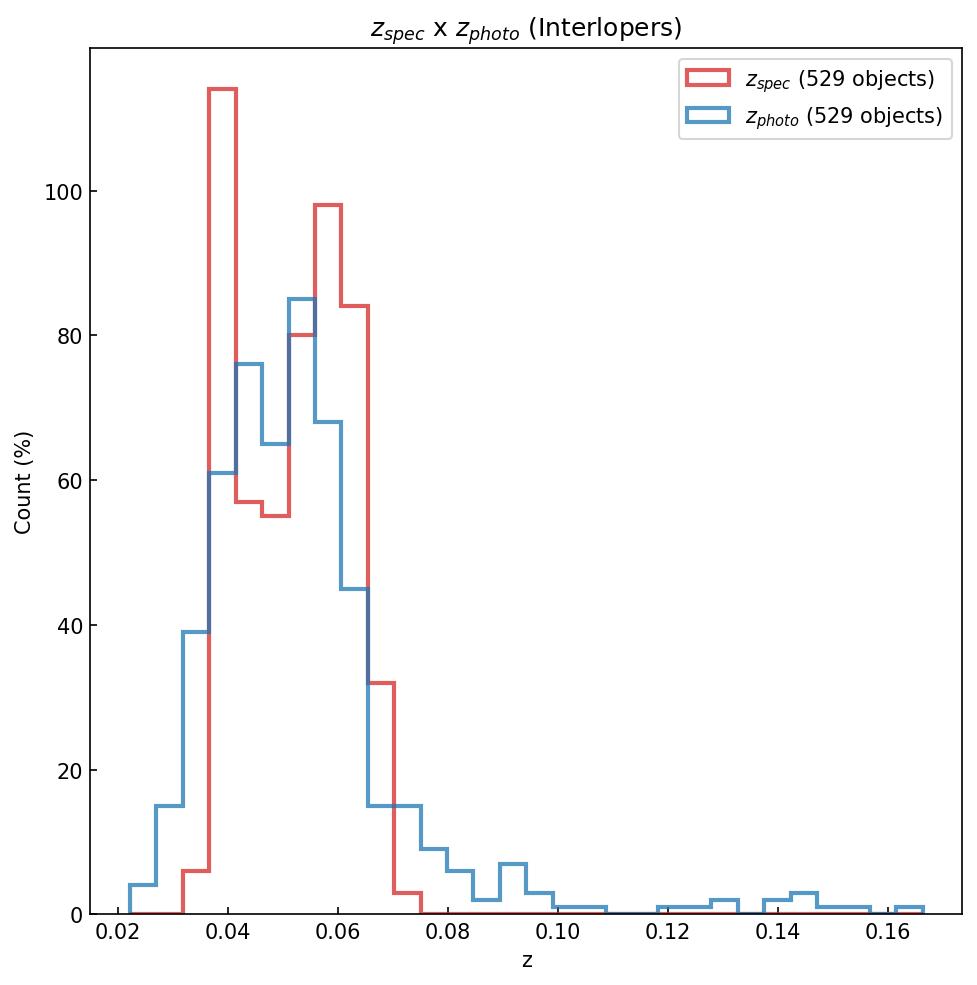 z_spec x z_photo (Interlopers)
z_spec (529 objects)
z_photo (529 objects)
Count (%)
100
80
60
40
20
0
0.02 0.04 0.06 0.08 0.10 0.12 0.14 0.16
z